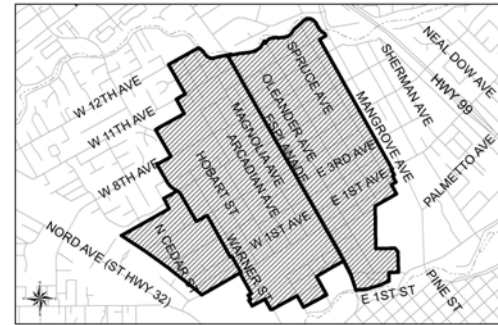 NEAL DOW AVE
SPRUCE AVE
SHERMAN AVE
HWY 99
W 12TH AVE
OLEANDER AVE
MANGROVE AVE
W 11TH AVE
MAGNOLIA AVE
ESPLANADE
PALMETTO AVE
ARCADIAN AVE
E 3RD AVE
W 8TH AVE
HOBART ST
E 1ST AVE
W 1ST AVE
NORD AVE (ST HWY 32)
N CEDAR ST
WARNER ST
PINE ST
E 1ST ST